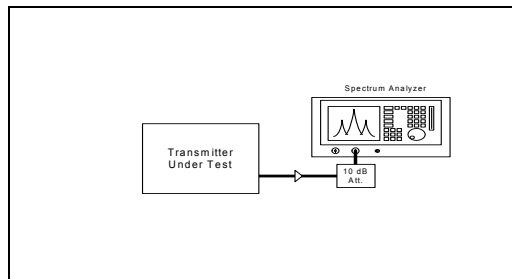 Spectrum Analyzer
Transmitter
Under Test
10 dB
Att.